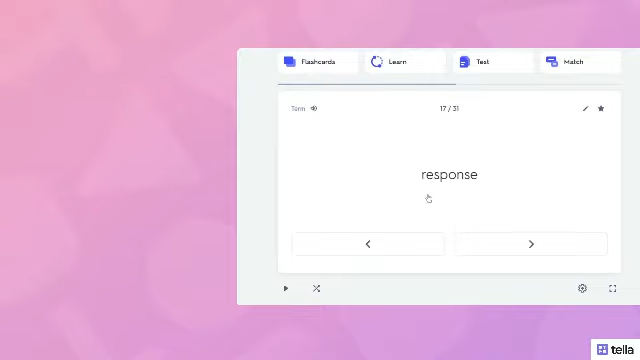 Flashcards
Learn
Test
Match
Term
17 / 31
response
tella